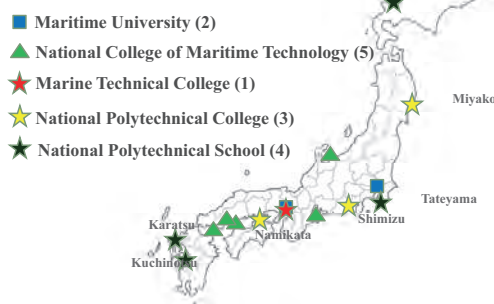 Maritime University (2)
National College of Maritime Technology (5)
Marine Technical College (1)
National Polytechnical College (3)
National Polytechnical School (4)
Miyako
Tateyama
Shimizu
Karatsu
Namikata
Kuchinotsu